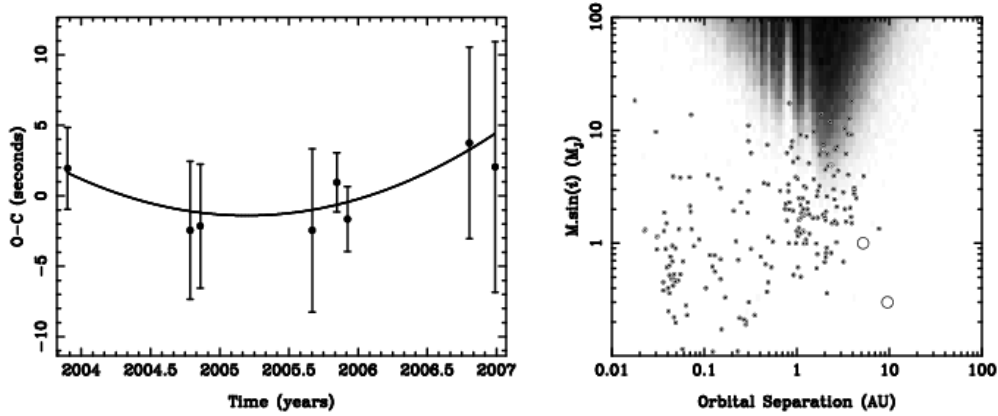 10
5
0
−5
−10
O-C (seconds)
2004 2004.5 2005 2005.5 2006 2006.5 2007
Time (years)
100
10
1
M.sin(i) (MJ)
0.01 0.1 1 10 100
Orbital Separation (AU)